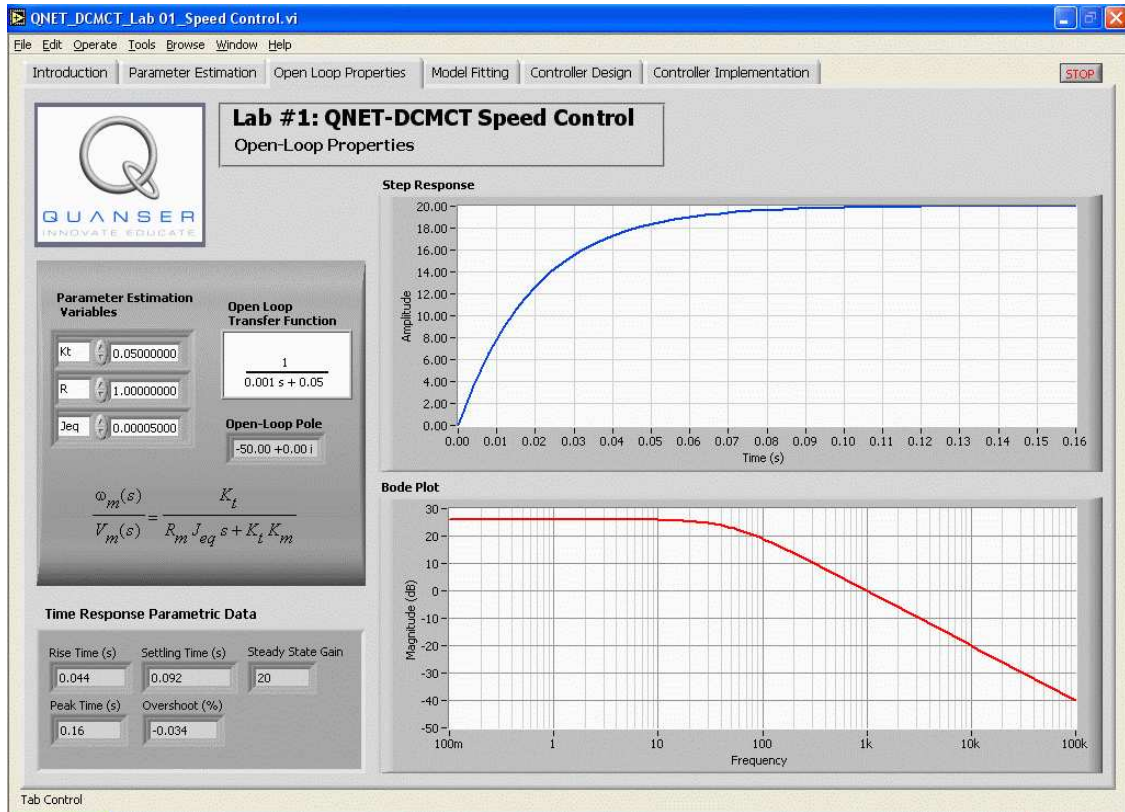 QNET_DCMCT_Lab 01_Speed Control.vi
File Edit Operate Tools Browse Window Help
Introduction Parameter Estimation Open Loop Properties Model Fitting Controller Design Controller Implementation STOP
Lab #1: QNET-DCMCT Speed Control
Open-Loop Properties
QUANSER
INNOVATE EDUCATE
Parameter Estimation
Variables
Kt 0.05000000
R 1.00000000
Jeq 0.00005000
Open Loop
Transfer Function
1
0.001 s + 0.05
Open-Loop Pole
-50.00 +0.00 i
ω_m(s) / V_m(s) = K_t / R_m J_eq s + K_t K_m
Time Response Parametric Data
Rise Time (s) Settling Time (s) Steady State Gain
0.044 0.092 20
Peak Time (s) Overshoot (%)
0.16 -0.034
Step Response
Amplitude
20.00
18.00
16.00
14.00
12.00
10.00
8.00
6.00
4.00
2.00
0.00
0.00 0.01 0.02 0.03 0.04 0.05 0.06 0.07 0.08 0.09 0.10 0.11 0.12 0.13 0.14 0.15 0.16
Time (s)
Bode Plot
Magnitude (dB)
30
20
10
0
-10
-20
-30
-40
-50
100m 1 10 100 1k 10k 100k
Frequency
Tab Control